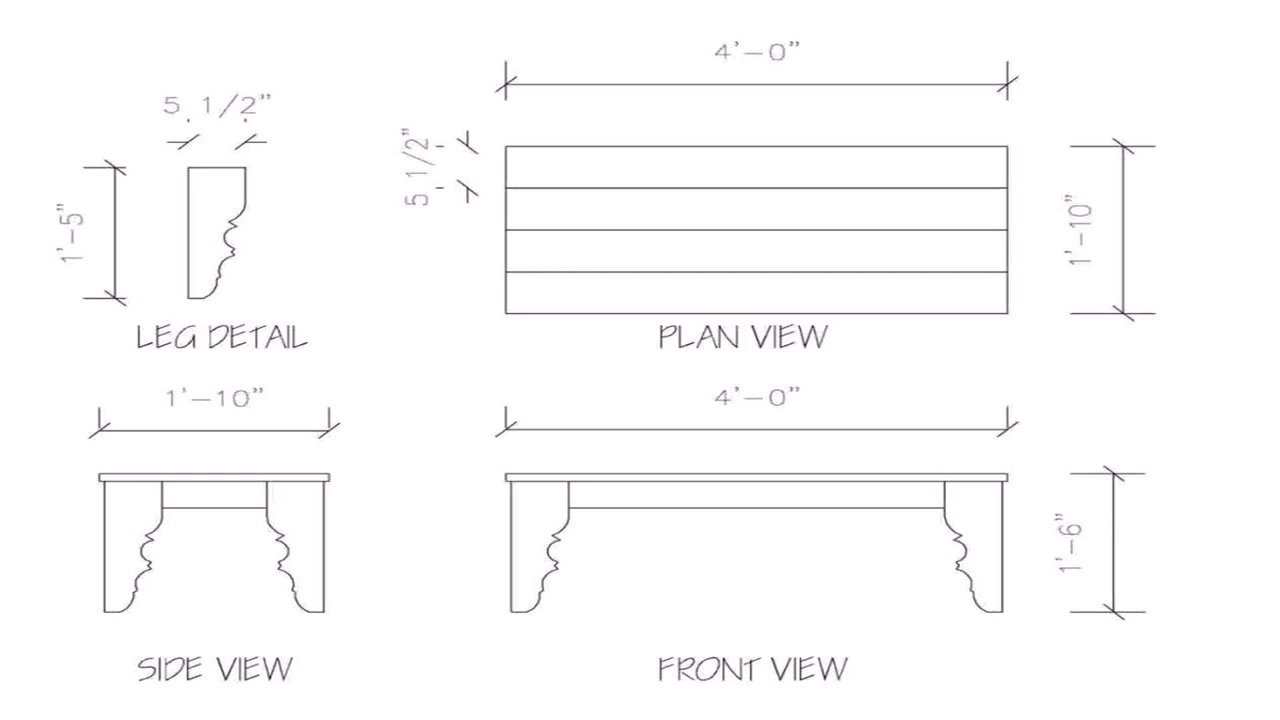 4'–0"
5 1/2"
5 1/2"
1'–5"
1'–10"
LEG DETAIL
PLAN VIEW
1'–10"
4'–0"
1'–6"
SIDE VIEW
FRONT VIEW